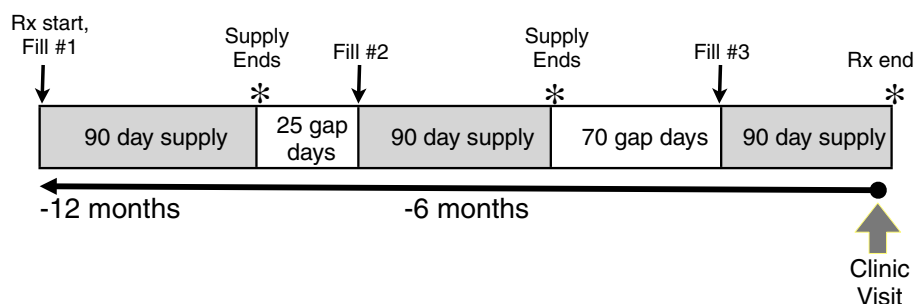 Rx start,
Fill #1
Supply
Ends
Fill #2
Supply
Ends
Fill #3
Rx end
*
*
*
90 day supply
25 gap
days
90 day supply
70 gap days
90 day supply
-12 months
-6 months
Clinic
Visit